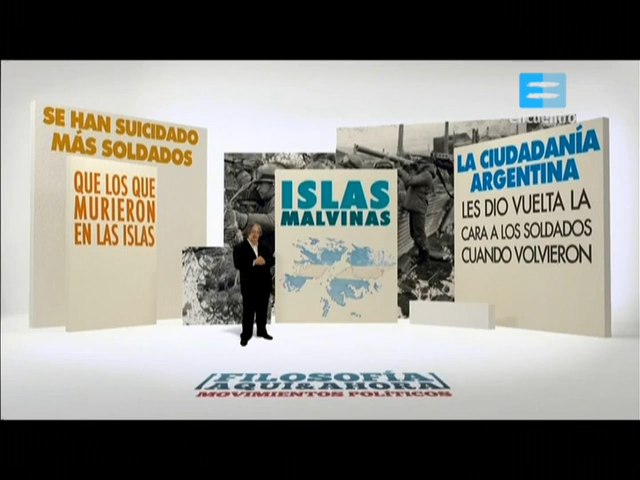 SE HAN SUICIDADO
MÁS SOLDADOS
QUE LOS QUE
MURIERON
EN LAS ISLAS
ISLAS
MALVINAS
LA CIUDADANÍA
ARGENTINA
LES DIO VUELTA LA
CARA A LOS SOLDADOS
CUANDO VOLVIERON
Encuentro
[FILOSOFÍA
AQUÍ&AHORA]
MOVIMIENTOS POLÍTICOS